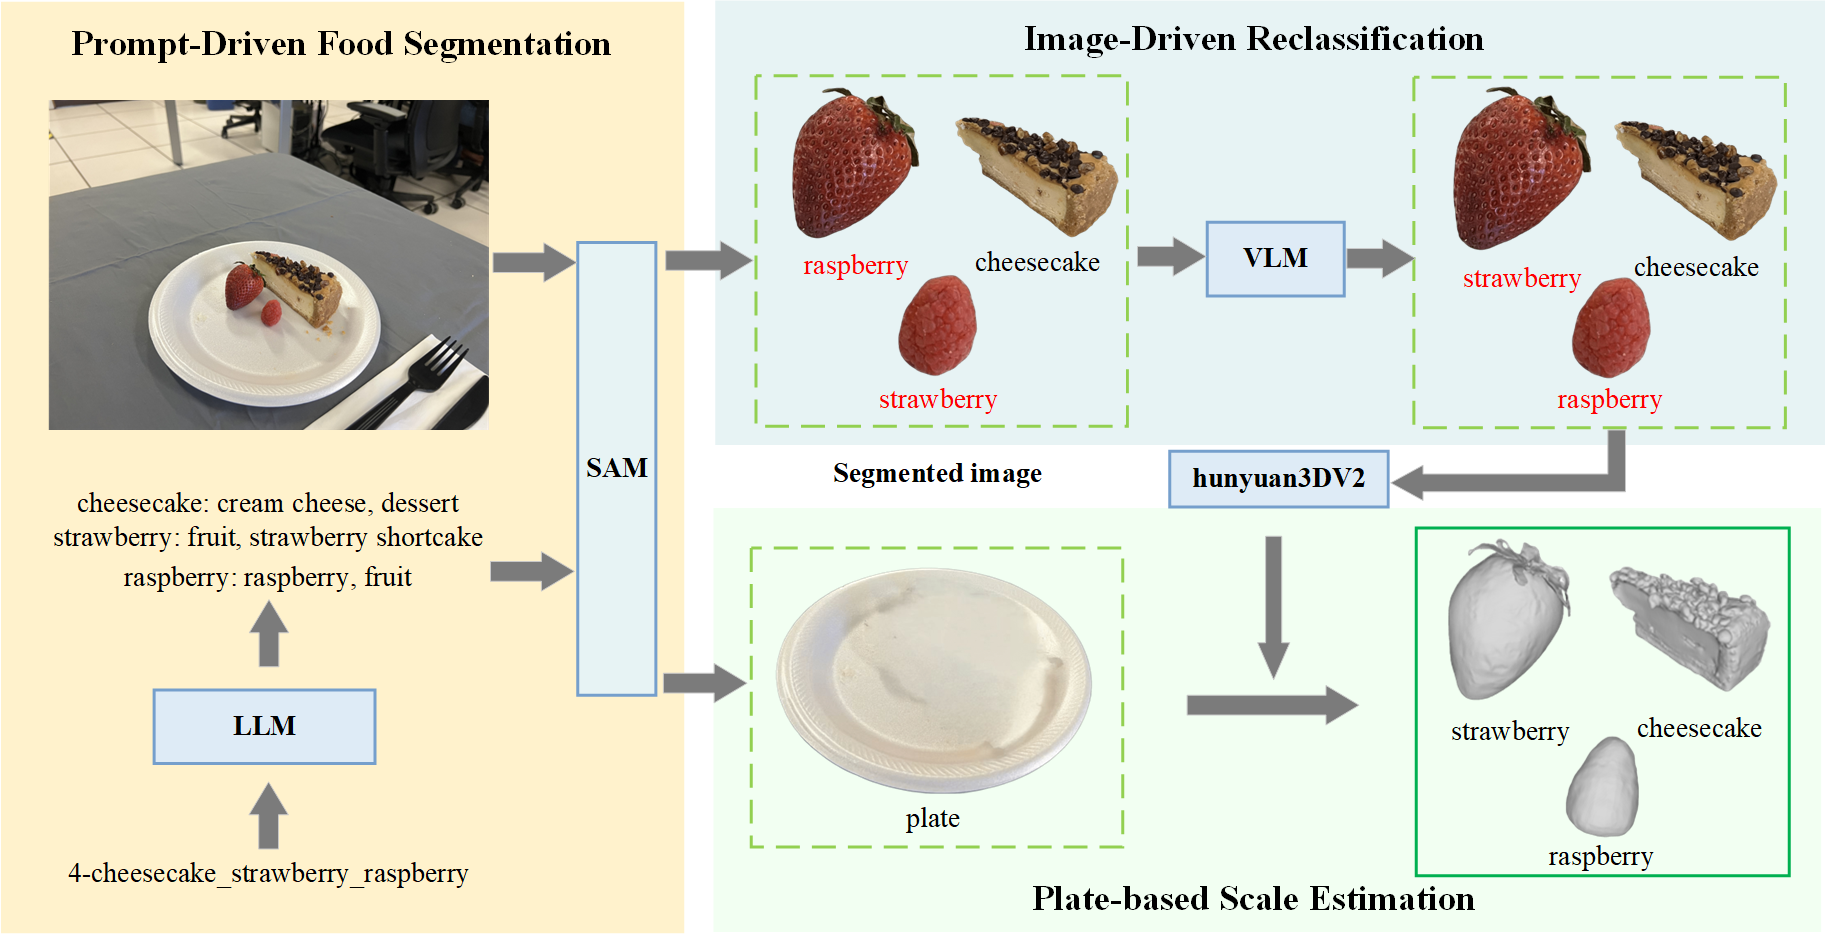 Prompt-Driven Food Segmentation
cheesecake: cream cheese, dessert
strawberry: fruit, strawberry shortcake
raspberry: raspberry, fruit
LLM
4-cheesecake_strawberry_raspberry
SAM
Image-Driven Reclassification
raspberry
cheesecake
strawberry
VLM
strawberry
cheesecake
raspberry
Segmented image
hunyuan3DV2
plate
strawberry
cheesecake
raspberry
Plate-based Scale Estimation